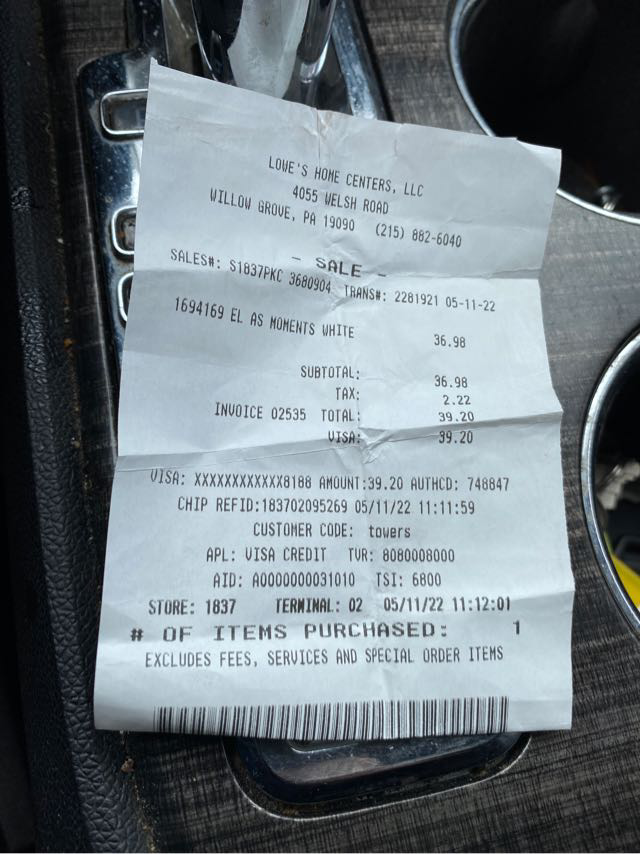 LOWE'S HOME CENTERS, LLC
4055 WELSH ROAD
WILLOW GROVE, PA 19090 (215) 882-6040
- SALE -
SALES#: S1837PKC 3680904 TRANS#: 2281921 05-11-22
1694169 EL AS MOMENTS WHITE 36.98
SUBTOTAL: 36.98
TAX: 2.22
INVOICE 02535 TOTAL: 39.20
VISA: 39.20
VISA: XXXXXXXXXXXX8188 AMOUNT:39.20 AUTHCD: 748847
CHIP REFID:183702095269 05/11/22 11:11:59
CUSTOMER CODE: towers
APL: VISA CREDIT TVR: 8080008000
AID: A0000000031010 TSI: 6800
STORE: 1837 TERMINAL: 02 05/11/22 11:12:01
# OF ITEMS PURCHASED: 1
EXCLUDES FEES, SERVICES AND SPECIAL ORDER ITEMS